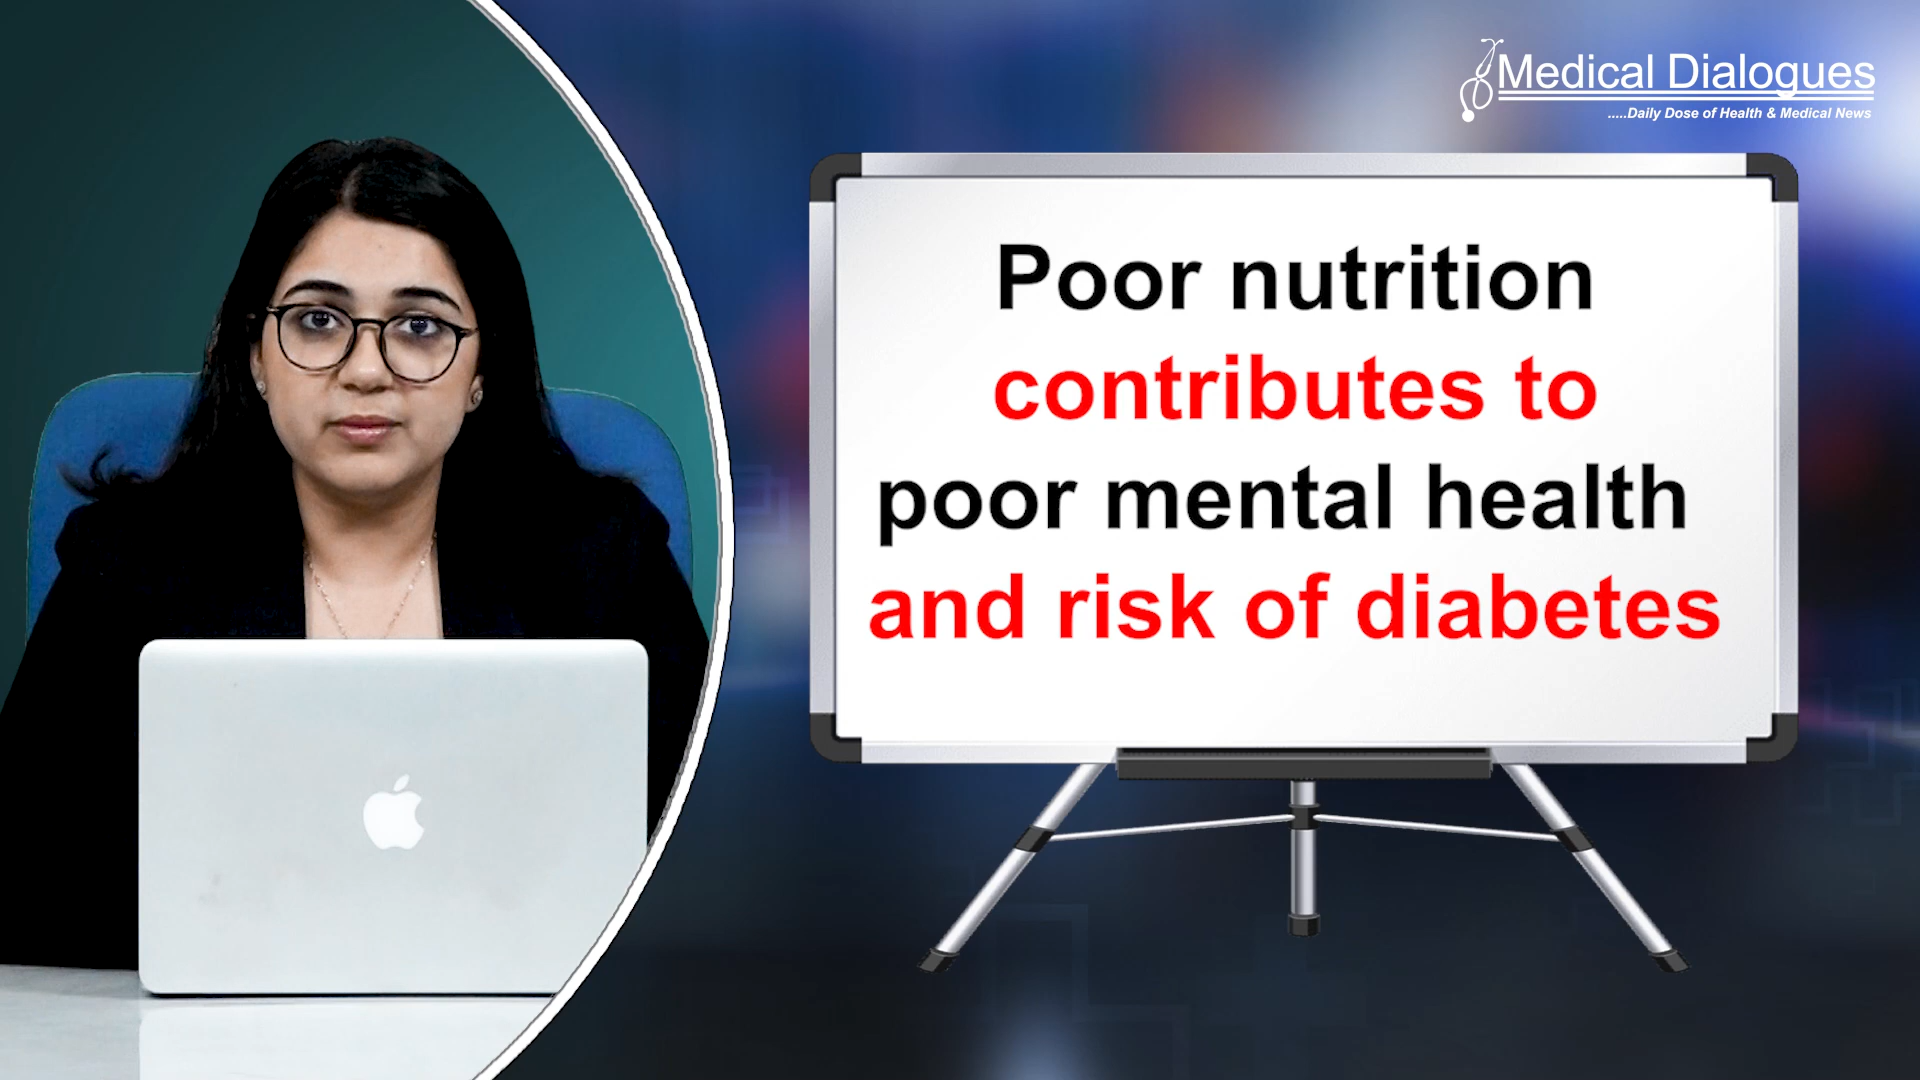 Medical Dialogues
.....Daily Dose of Health & Medical News
Poor nutrition
contributes to
poor mental health
and risk of diabetes